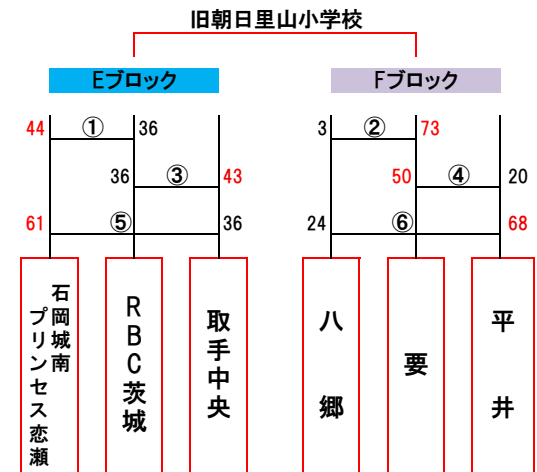 旧朝日里山小学校
Eブロック
Fブロック
44 ① 36
3 ② 73
36 ③ 43
50 ④ 20
61 ⑤ 36
24 ⑥ 68
石岡城南
プリンセス恋瀬
RBC茨城
取手中央
八郷
要
平井